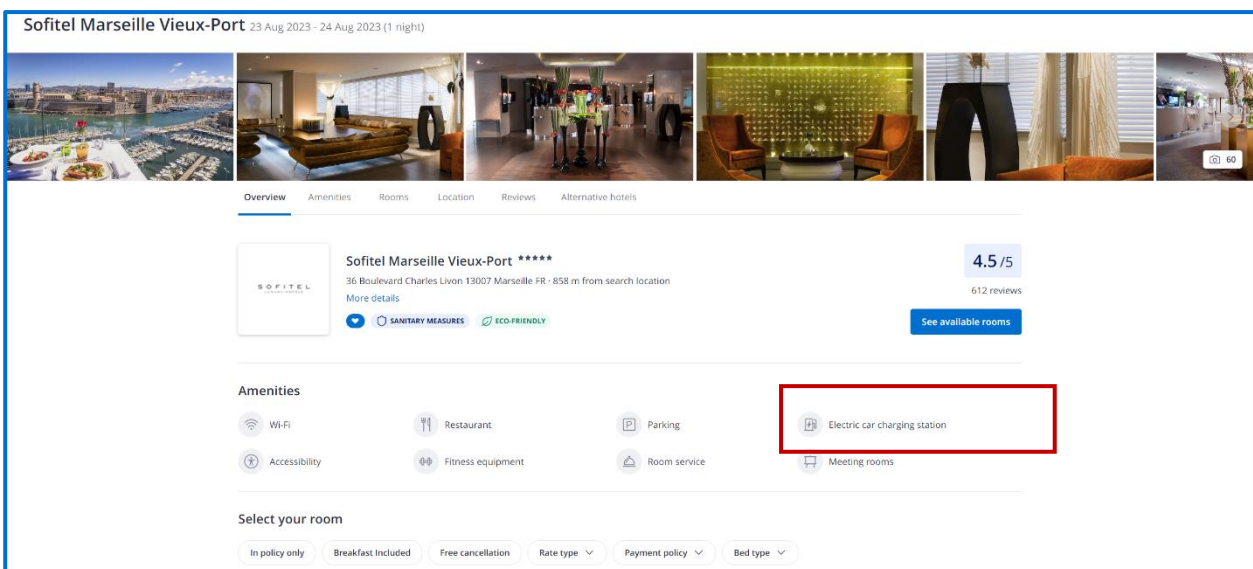 Sofitel Marseille Vieux-Port 23 Aug 2023 - 24 Aug 2023 (1 night)
60
Overview Amenities Rooms Location Reviews Alternative hotels
SOFITEL
Sofitel Marseille Vieux-Port *****
36 Boulevard Charles Livon 13007 Marseille FR · 858 m from search location
More details
SANITARY MEASURES ECO-FRIENDLY
4.5 /5
612 reviews
See available rooms
Amenities
Wi-Fi Restaurant P Parking Electric car charging station
Accessibility Fitness equipment Room service Meeting rooms
Select your room
In policy only Breakfast Included Free cancellation Rate type Payment policy Bed type